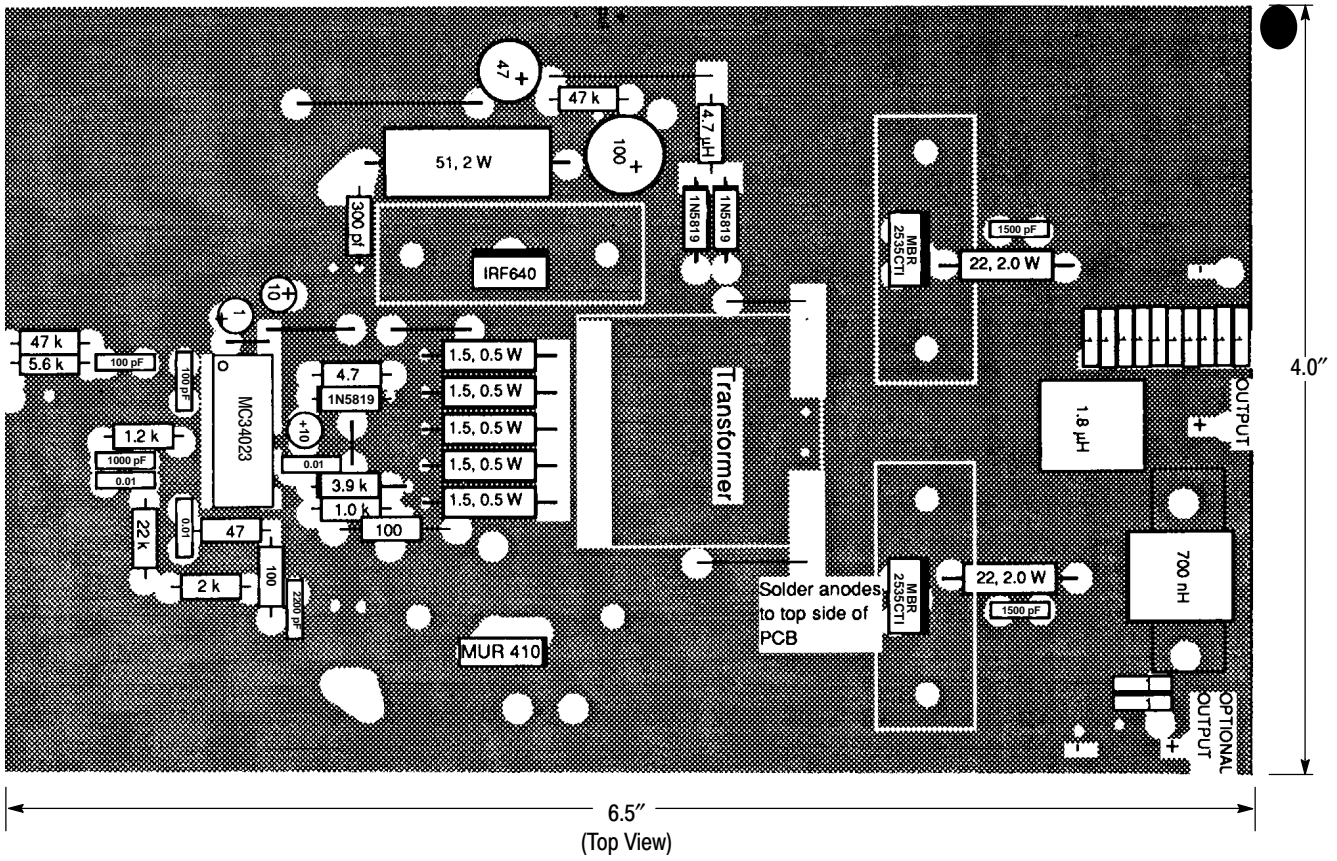 47
+
47 k
4.7 µH
100
+
51, 2 W
1N5819
1N5819
300 pf
IRF640
MBR
2535CTI
1500 pF
22, 2.0 W
-
10
+
1
+
47 k
5.6 k
100 pF
100 pF
1.5, 0.5 W
4.7
1.5, 0.5 W
1N5819
MC34023
Transformer
1.8 µH
OUTPUT
+
4.0″
+10
1.5, 0.5 W
1.2 k
1000 pF
0.01
0.01
1.5, 0.5 W
3.9 k
1.5, 0.5 W
1.0 k
22 k
0.01
47
100
100
2 k
2200 pF
700 nH
MBR
2535CTI
22, 2.0 W
1500 pF
Solder anodes
to top side of
PCB
MUR 410
1
1
OPTIONAL
OUTPUT
+
-
6.5″
(Top View)